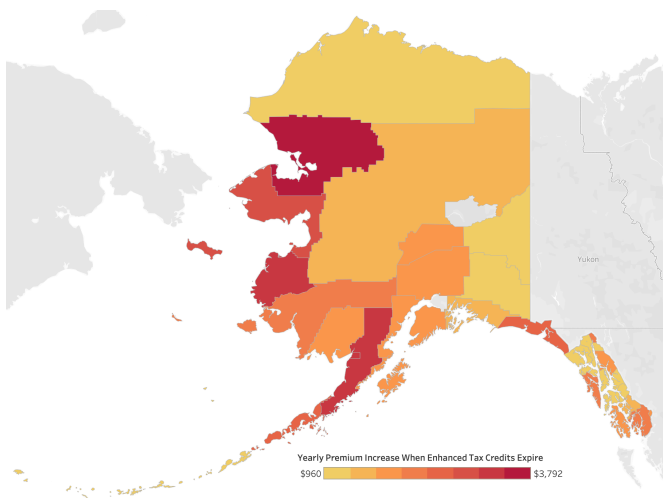 Yukon
Yearly Premium Increase When Enhanced Tax Credits Expire
$960 $3,792